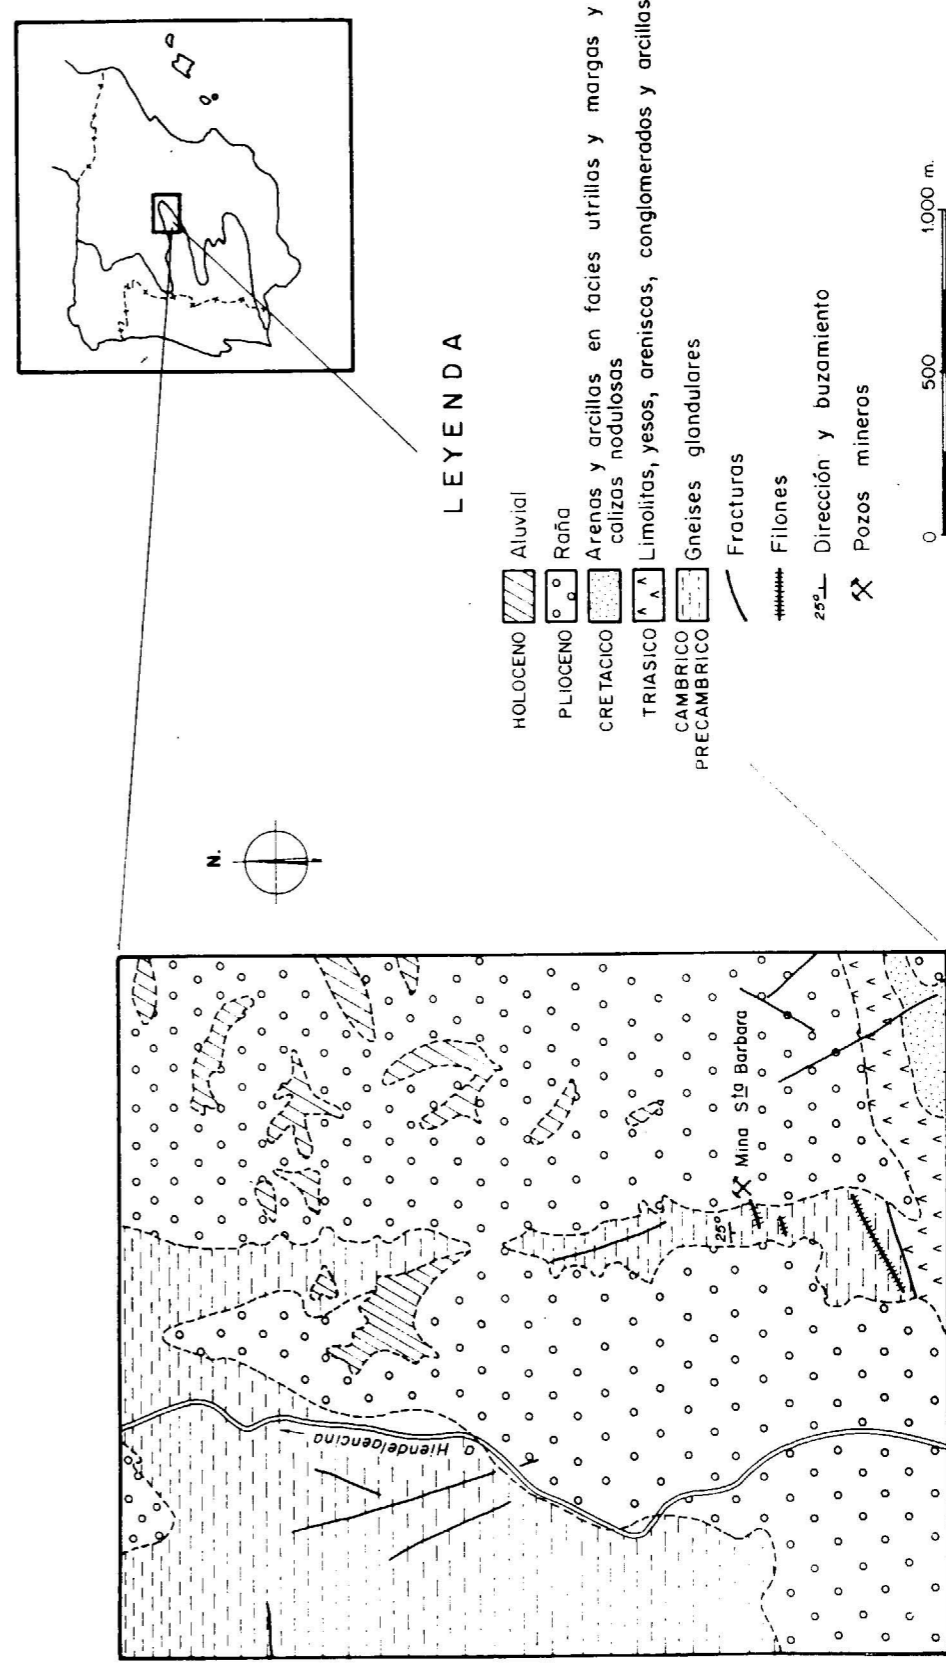 LEYENDA
HOLOCENO Aluvial
PLIOCENO Raña
CRETACICO Arenas y arcillas en facies utrillas y margas y
calizas nodulosas
TRIASICO Limolitas, yesos, areniscas, conglomerados y arcillas
CAMBRICO
PRECAMBRICO Gneises glandulares
Fracturas
Filones
25º Dirección y buzamiento
Pozos mineros
0 500 1.000 m.
N.
Hiendelaencina
25º
Mina Sta Barbara